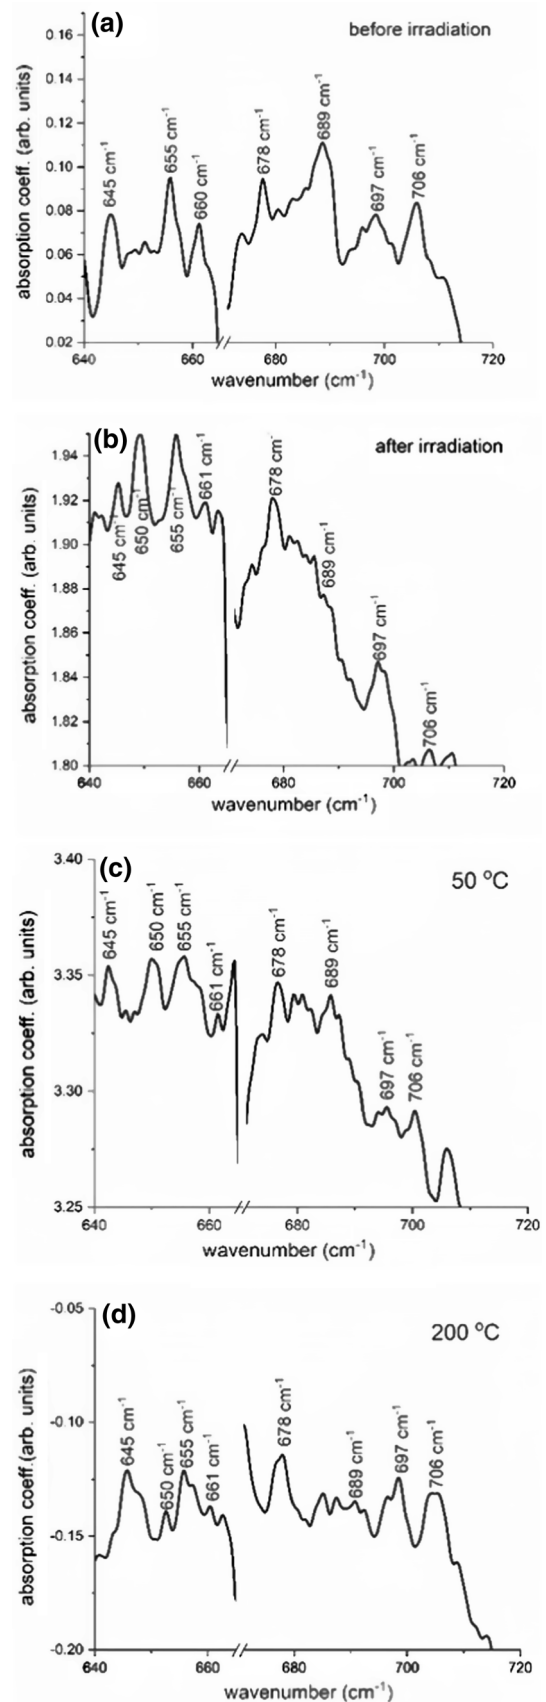 (a)
before irradiation
absorption coeff. (arb. units)
0.16
0.14
0.12
0.10
0.08
0.06
0.04
0.02
645 cm⁻¹
655 cm⁻¹
660 cm⁻¹
678 cm⁻¹
689 cm⁻¹
697 cm⁻¹
706 cm⁻¹
640 660 680 700 720
wavenumber (cm⁻¹)
(b)
after irradiation
absorption coeff. (arb. units)
1.94
1.92
1.90
1.88
1.86
1.84
1.82
1.80
645 cm⁻¹
650 cm⁻¹
655 cm⁻¹
661 cm⁻¹
678 cm⁻
689 cm⁻¹
697 cm⁻¹
706 cm⁻¹
640 660 680 700 720
wavenumber (cm⁻¹)
(c)
50 °C
absorption coeff. (arb. units)
3.40
3.35
3.30
3.25
645 cm⁻¹
650 cm⁻¹
655 cm⁻¹
661 cm⁻¹
678 cm⁻¹
689 cm⁻¹
697 cm⁻¹
706 cm⁻¹
640 660 680 700 720
wavenumber (cm⁻¹)
(d)
200 °C
absorption coeff.(arb. units)
-0.05
-0.10
-0.15
-0.20
645 cm⁻¹
650 cm⁻¹
655 cm⁻¹
661 cm⁻¹
678 cm⁻¹
689 cm⁻¹
697 cm⁻¹
706 cm⁻¹
640 660 680 700 720
wavenumber (cm⁻¹)